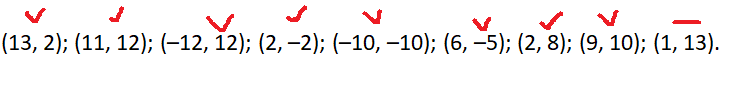 (13, 2); (11, 12); (–12, 12); (2, –2); (–10, –10); (6, –5); (2, 8); (9, 10); (1, 13).